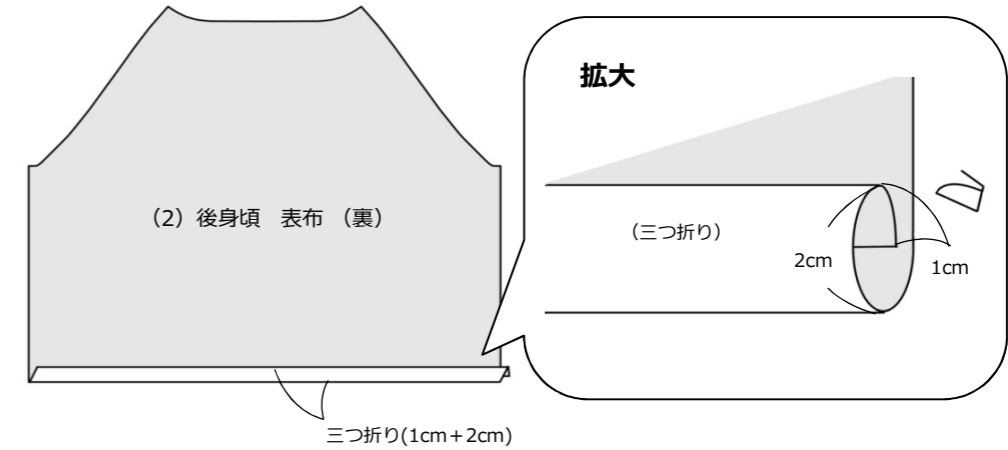 拡大
(2) 後身頃 表布 (裏)
(三つ折り)
2cm
1cm
三つ折り(1cm+2cm)